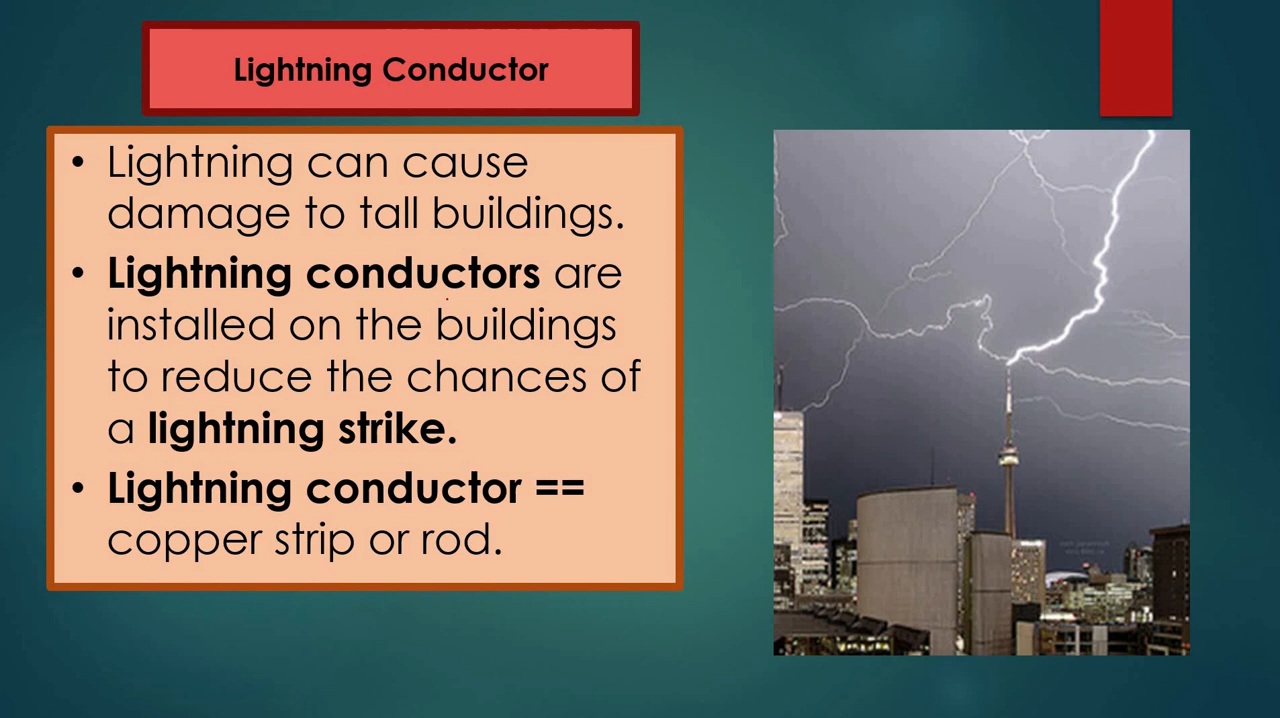 Lightning Conductor
• Lightning can cause
damage to tall buildings.
• Lightning conductors are
installed on the buildings
to reduce the chances of
a lightning strike.
• Lightning conductor ==
copper strip or rod.